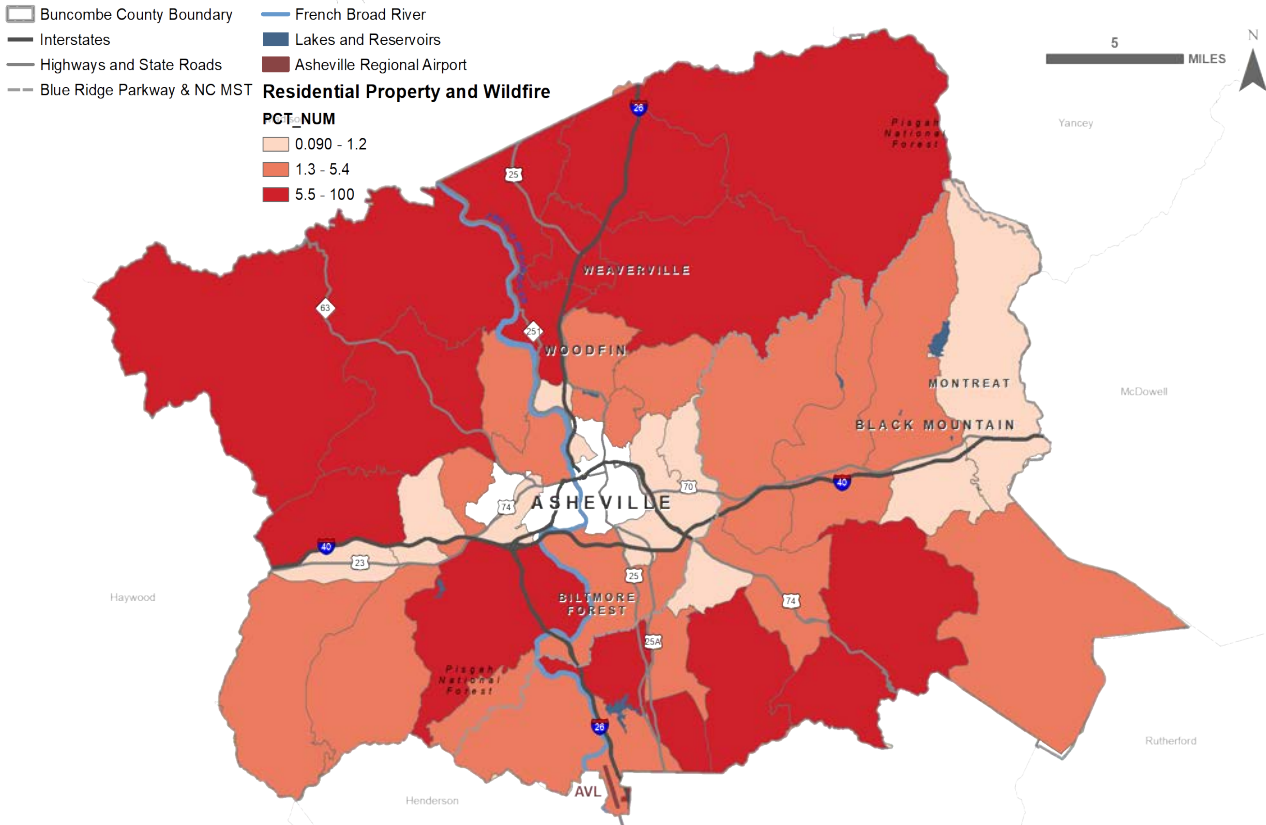 Buncombe County Boundary
Interstates
Highways and State Roads
Blue Ridge Parkway & NC MST
French Broad River
Lakes and Reservoirs
Asheville Regional Airport
Residential Property and Wildfire
PCT_NUM
0.090 - 1.2
1.3 - 5.4
5.5 - 100
5
MILES
N
26
Pisgah
National
Forest
Yancey
25
WEAVERVILLE
63
251
WOODFIN
MONTREAT
McDowell
BLACK MOUNTAIN
40
70
ASHEVILLE
74
40
23
25
Haywood
BILTMORE
FOREST
74
25A
Pisgah
National
Forest
26
Rutherford
AVL
Henderson